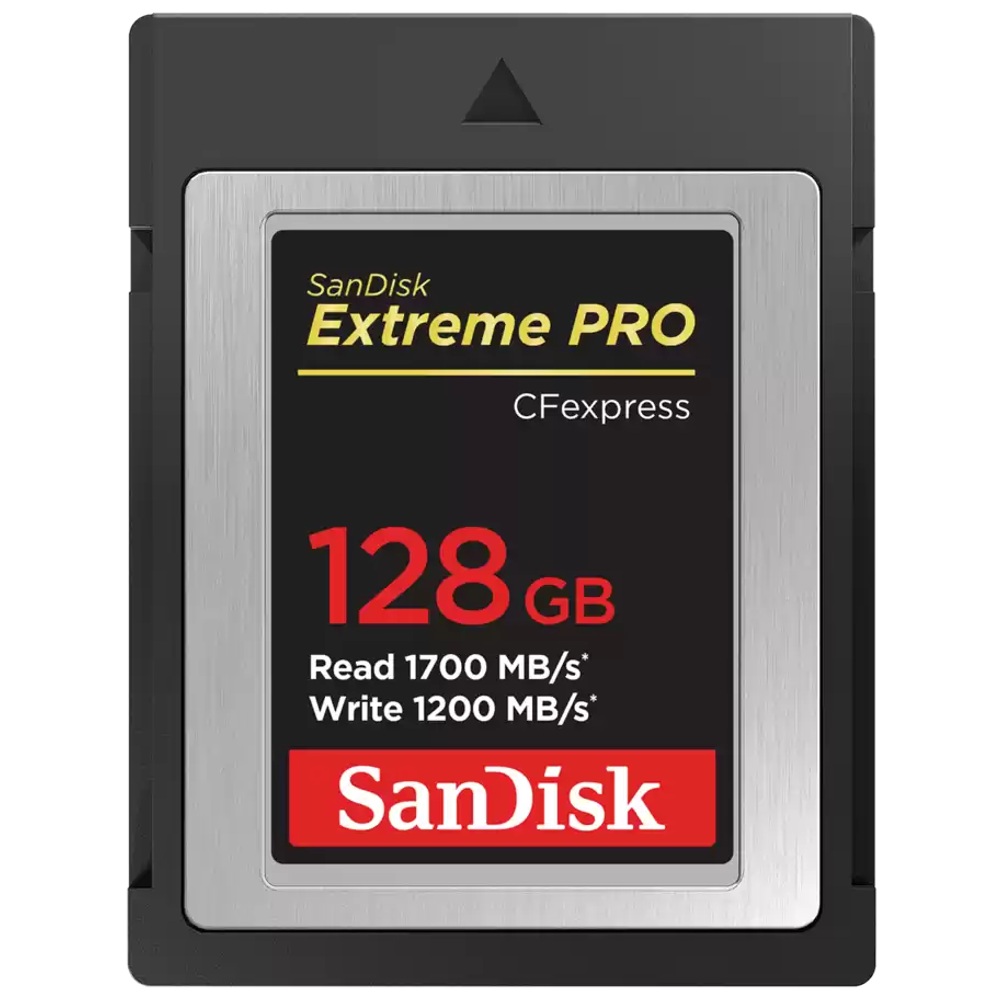 SanDisk
Extreme PRO
CFexpress
128 GB
Read 1700 MB/s*
Write 1200 MB/s*
SanDisk